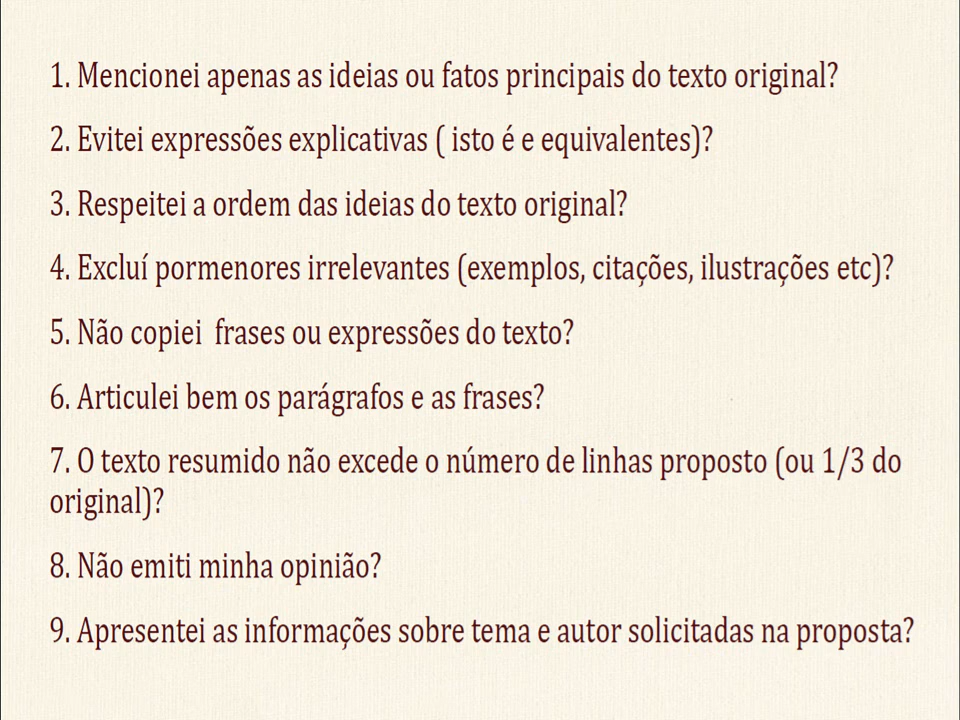 1. Mencionei apenas as ideias ou fatos principais do texto original?
2. Evitei expressões explicativas ( isto é e equivalentes)?
3. Respeitei a ordem das ideias do texto original?
4. Excluí pormenores irrelevantes (exemplos, citações, ilustrações etc)?
5. Não copiei  frases ou expressões do texto?
6. Articulei bem os parágrafos e as frases?
7. O texto resumido não excede o número de linhas proposto (ou 1/3 do
original)?
8. Não emiti minha opinião?
9. Apresentei as informações sobre tema e autor solicitadas na proposta?